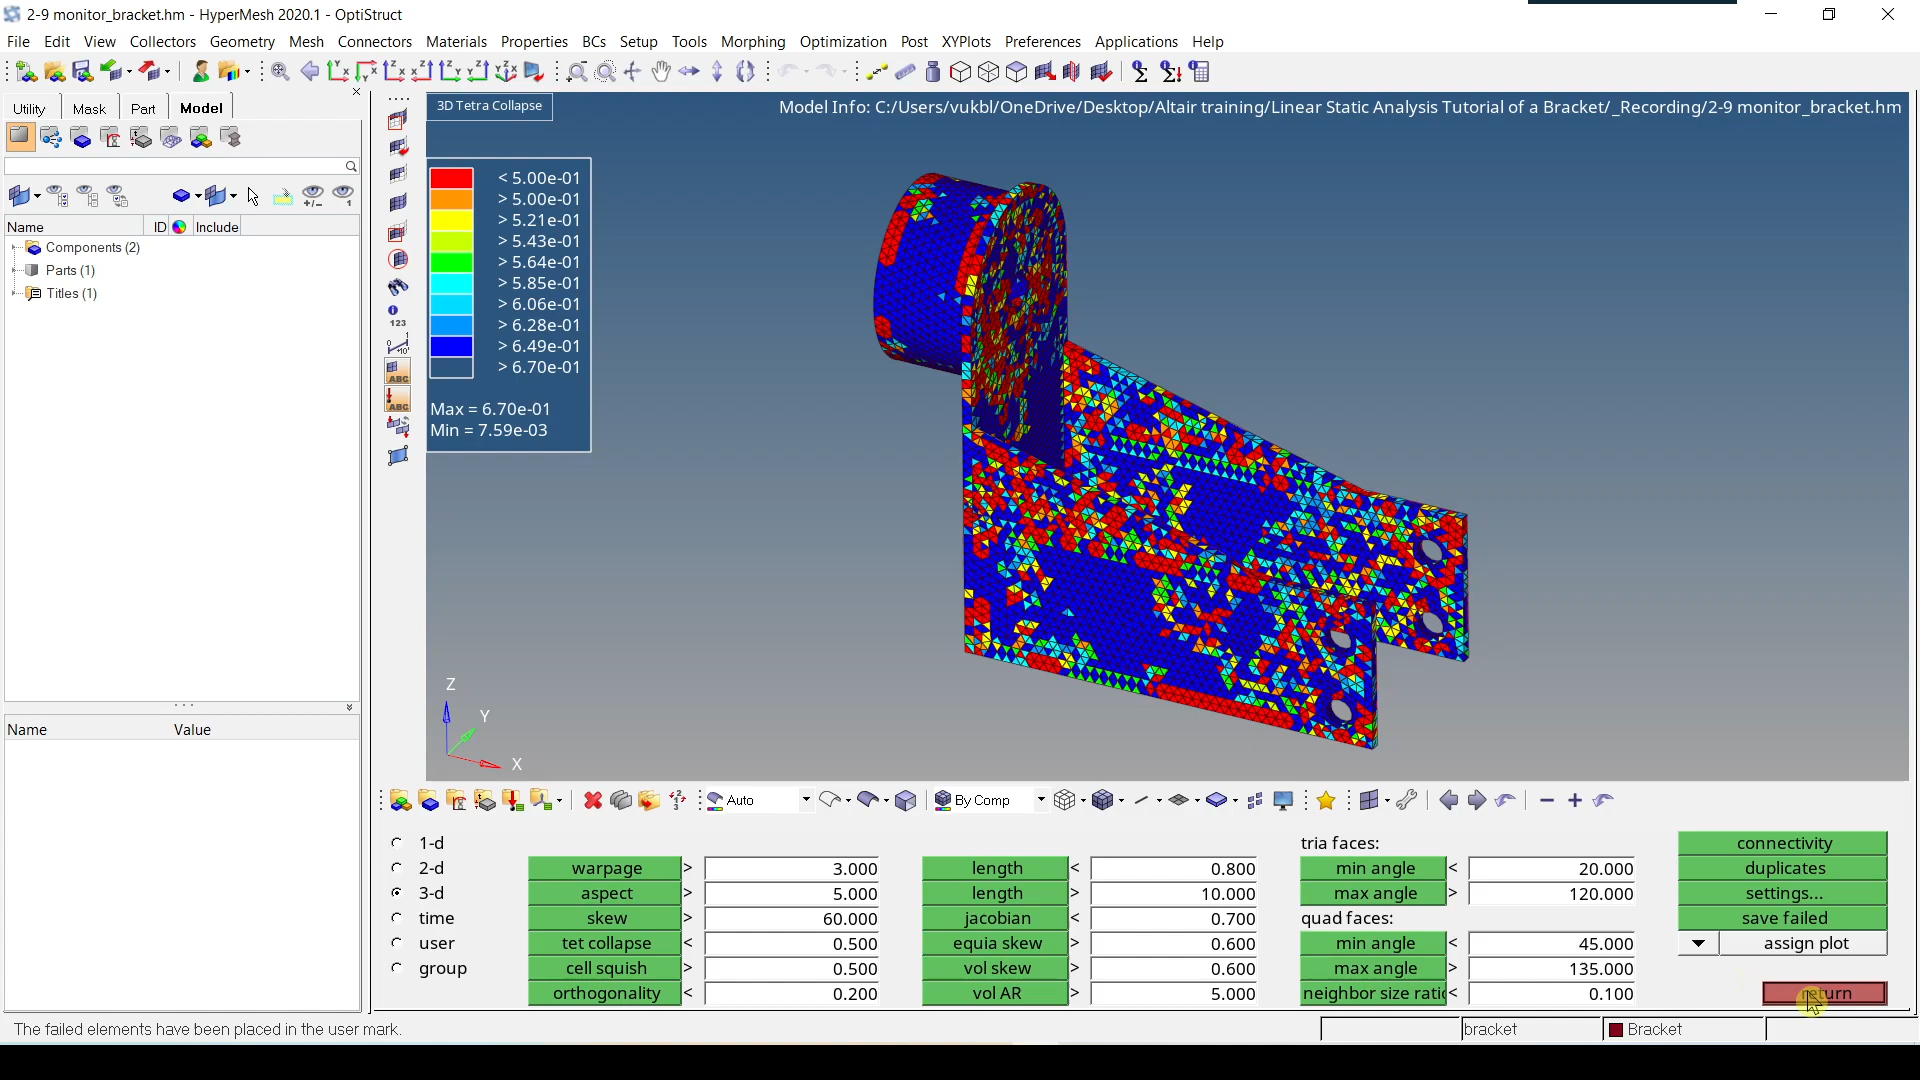 2-9 monitor_bracket.hm - HyperMesh 2020.1 - OptiStruct
File Edit View Collectors Geometry Mesh Connectors Materials Properties BCs Setup Tools Morphing Optimization Post XYPlots Preferences Applications Help
Utility Mask Part Model
3D Tetra Collapse
Model Info: C:/Users/vukbl/OneDrive/Desktop/Altair training/Linear Static Analysis Tutorial of a Bracket/_Recording/2-9 monitor_bracket.hm
Name ID Include
Components (2)
Parts (1)
Titles (1)
< 5.00e-01
> 5.00e-01
> 5.21e-01
> 5.43e-01
> 5.64e-01
> 5.85e-01
> 6.06e-01
> 6.28e-01
> 6.49e-01
> 6.70e-01
Max = 6.70e-01
Min = 7.59e-03
123
ABC
ABC
Z
Y
X
Name Value
Auto By Comp
1-d tria faces: connectivity
2-d warpage > 3.000 length < 0.800 min angle < 20.000 duplicates
3-d aspect > 5.000 length > 10.000 max angle > 120.000 settings...
time skew > 60.000 jacobian < 0.700 quad faces: save failed
user tet collapse < 0.500 equia skew > 0.600 min angle < 45.000 assign plot
group cell squish > 0.500 vol skew > 0.600 max angle > 135.000
orthogonality < 0.200 vol AR > 5.000 neighbor size ratio < 0.100 return
The failed elements have been placed in the user mark. bracket Bracket